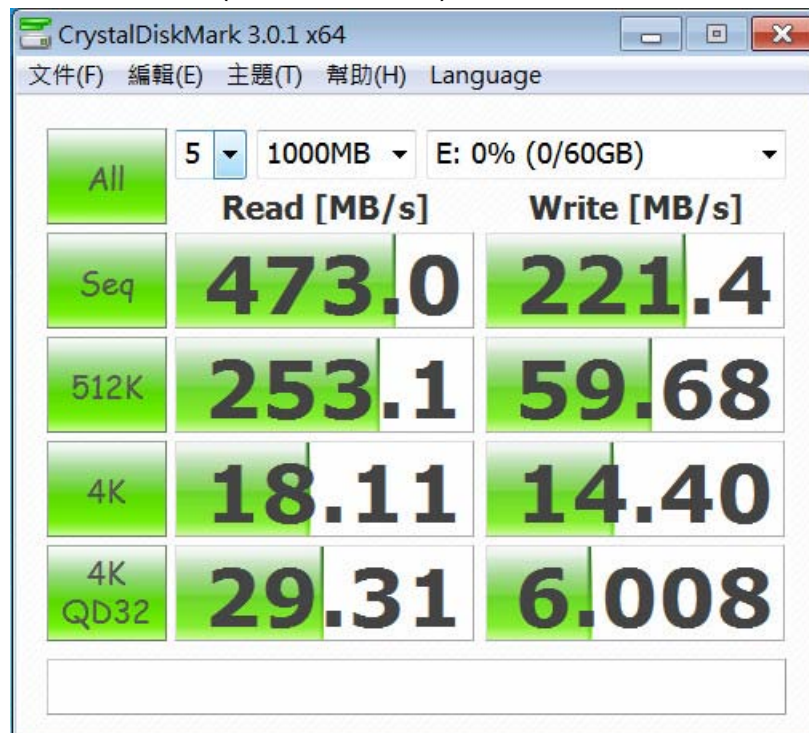 CrystalDiskMark 3.0.1 x64
文件(F) 編輯(E) 主題(T) 幫助(H) Language
All 5 1000MB E: 0% (0/60GB)
Read [MB/s] Write [MB/s]
Seq 473.0 221.4
512K 253.1 59.68
4K 18.11 14.40
4K
QD32 29.31 6.008